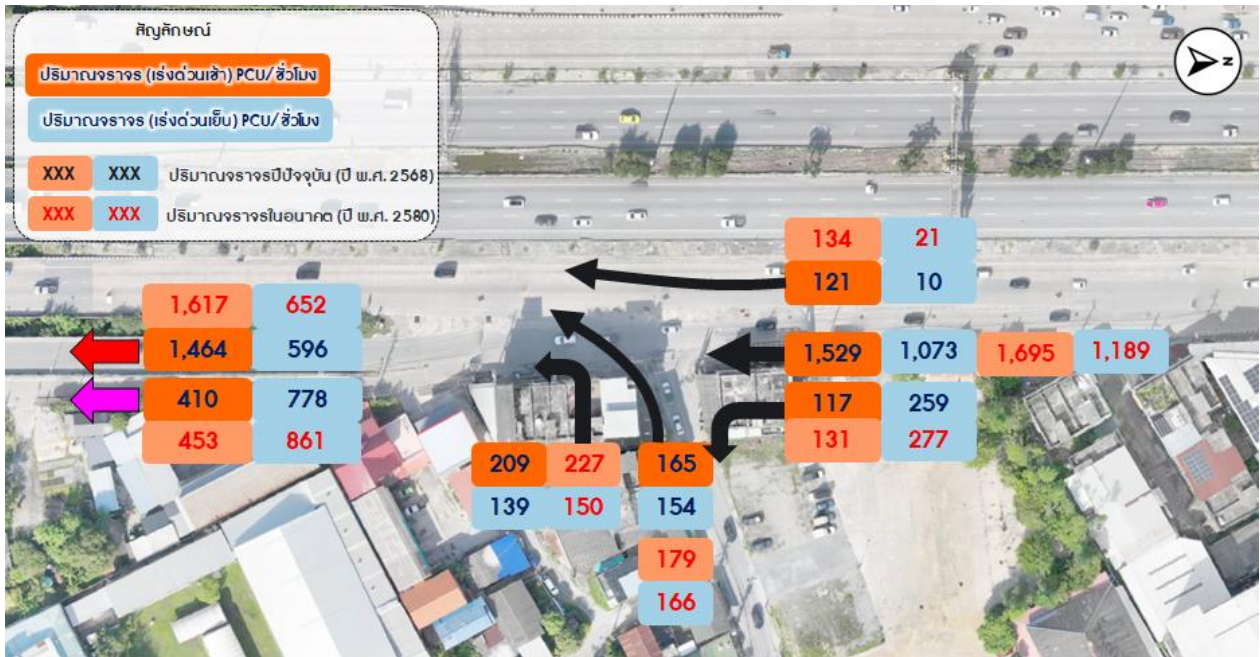 สัญลักษณ์
ปริมาณจราจร (เร่งด่วนเช้า) PCU/ชั่วโมง
ปริมาณจราจร (เร่งด่วนเย็น) PCU/ชั่วโมง
XXX XXX ปริมาณจราจรปีปัจจุบัน (ปี พ.ศ. 2568)
XXX XXX ปริมาณจราจรในอนาคต (ปี พ.ศ. 2580)
N
134 21
121 10
1,617 652
1,464 596
1,529 1,073 1,695 1,189
410 778
117 259
453 861
131 277
209 227 165
139 150 154
179
166